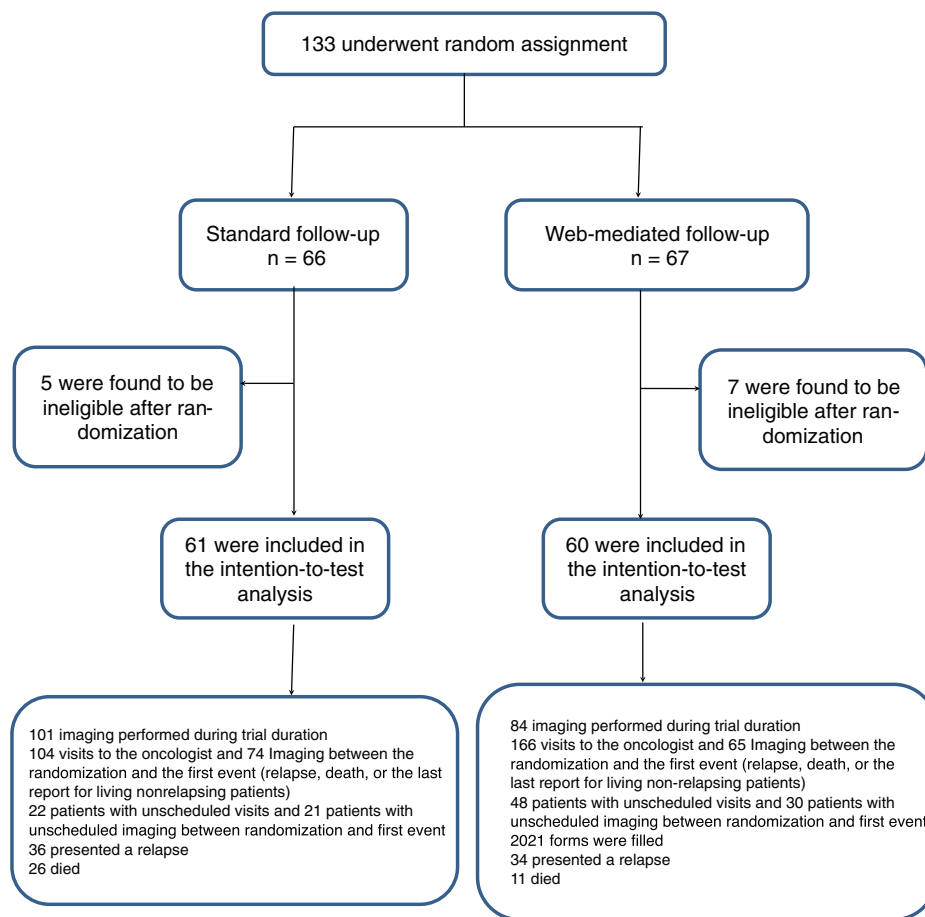 133 underwent random assignment
Standard follow-up
n = 66
Web-mediated follow-up
n = 67
5 were found to be
ineligible after ran-
domization
7 were found to be
ineligible after ran-
domization
61 were included in
the intention-to-test
analysis
60 were included in
the intention-to-test
analysis
101 imaging performed during trial duration
104 visits to the oncologist and 74 Imaging between the
randomization and the first event (relapse, death, or the last
report for living nonrelapsing patients)
22 patients with unscheduled visits and 21 patients with
unscheduled imaging between randomization and first event
36 presented a relapse
26 died
84 imaging performed during trial duration
166 visits to the oncologist and 65 Imaging between the
randomization and the first event (relapse, death, or the
last report for living non-relapsing patients)
48 patients with unscheduled visits and 30 patients with
unscheduled imaging between randomization and first event
2021 forms were filled
34 presented a relapse
11 died